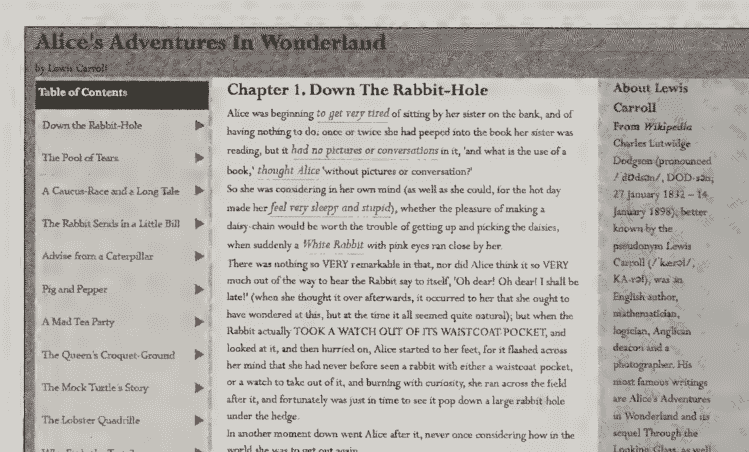 Alice's Adventures In Wonderland
by Lewis Carroll
Table of Contents
Down the Rabbit-Hole
The Pool of Tears
A Caucus-Race and a Long Tale
The Rabbit Sends in a Little Bill
Advise from a Caterpillar
Pig and Pepper
A Mad Tea Party
The Queen's Croquet-Ground
The Mock Turtle's Story
The Lobster Quadrille
Chapter 1. Down The Rabbit-Hole
Alice was beginning to get very tired of sitting by her sister on the bank, and of
having nothing to do: once or twice she had peeped into the book her sister was
reading, but it had no pictures or conversations in it, 'and what is the use of a
book,' thought Alice 'without pictures or conversation?'
So she was considering in her own mind (as well as she could, for the hot day
made her feel very sleepy and stupid), whether the pleasure of making a
daisy-chain would be worth the trouble of getting up and picking the daisies,
when suddenly a White Rabbit with pink eyes ran close by her.
There was nothing so VERY remarkable in that, nor did Alice think it so VERY
much out of the way to hear the Rabbit say to itself, 'Oh dear! Oh dear! I shall be
late!' (when she thought it over afterwards, it occurred to her that she ought to
have wondered at this, but at the time it all seemed quite natural); but when the
Rabbit actually TOOK A WATCH OUT OF ITS WAISTCOAT-POCKET, and
looked at it, and then hurried on, Alice started to her feet, for it flashed across
her mind that she had never before seen a rabbit with either a waistcoat-pocket,
or a watch to take out of it, and burning with curiosity, she ran across the field
after it, and fortunately was just in time to see it pop down a large rabbit-hole
under the hedge.
In another moment down went Alice after it, never once considering how in the
world she was to get out again.
About Lewis
Carroll
From Wikipedia
Charles Lutwidge
Dodgson (pronounced
/ˈdɒdsən/, DOD-sən;
27 January 1832 – 14
January 1898), better
known by the
pseudonym Lewis
Carroll (/ˈkærəl/,
KA-rəl), was an
English author,
mathematician,
logician, Anglican
deacon and a
photographer. His
most famous writings
are Alice's Adventures
in Wonderland and its
sequel Through the
Looking-Glass, as well